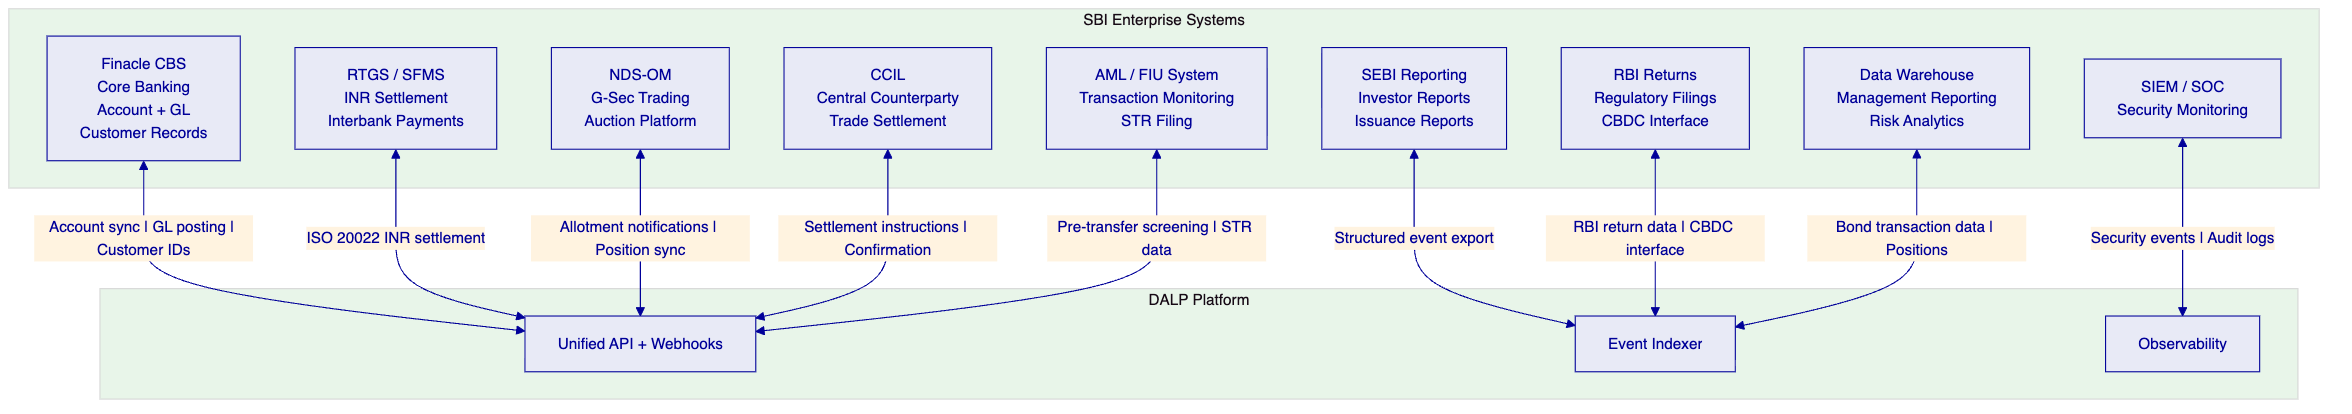 SBI Enterprise Systems
Finacle CBS
Core Banking
Account + GL
Customer Records
RTGS / SFMS
INR Settlement
Interbank Payments
NDS-OM
G-Sec Trading
Auction Platform
CCIL
Central Counterparty
Trade Settlement
AML / FIU System
Transaction Monitoring
STR Filing
SEBI Reporting
Investor Reports
Issuance Reports
RBI Returns
Regulatory Filings
CBDC Interface
Data Warehouse
Management Reporting
Risk Analytics
SIEM / SOC
Security Monitoring
Account sync | GL posting |
Customer IDs
ISO 20022 INR settlement
Allotment notifications |
Position sync
Settlement instructions |
Confirmation
Pre-transfer screening | STR
data
Structured event export
RBI return data | CBDC
interface
Bond transaction data |
Positions
Security events | Audit logs
DALP Platform
Unified API + Webhooks
Event Indexer
Observability